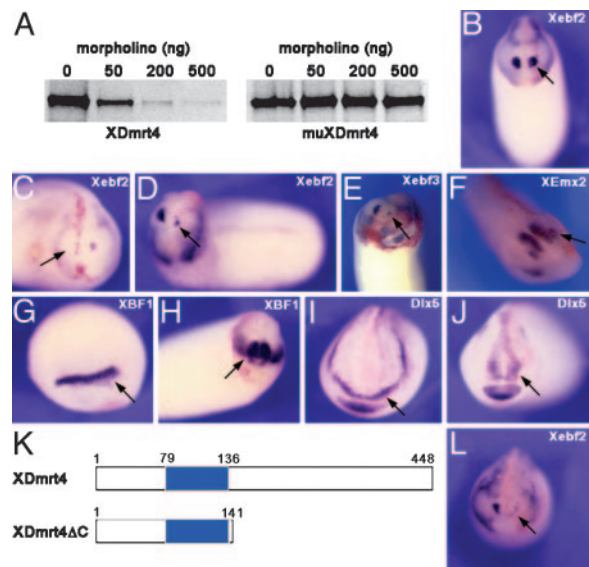 A
morpholino (ng)
0 50 200 500
XDmrt4
morpholino (ng)
0 50 200 500
muXDmrt4
B
Xebf2
C
Xebf2
D
Xebf2
E
Xebf3
F
XEmx2
G
XBF1
H
XBF1
I
Dlx5
J
Dlx5
K
1 79 136 448
XDmrt4
1 141
XDmrt4ΔC
L
Xebf2